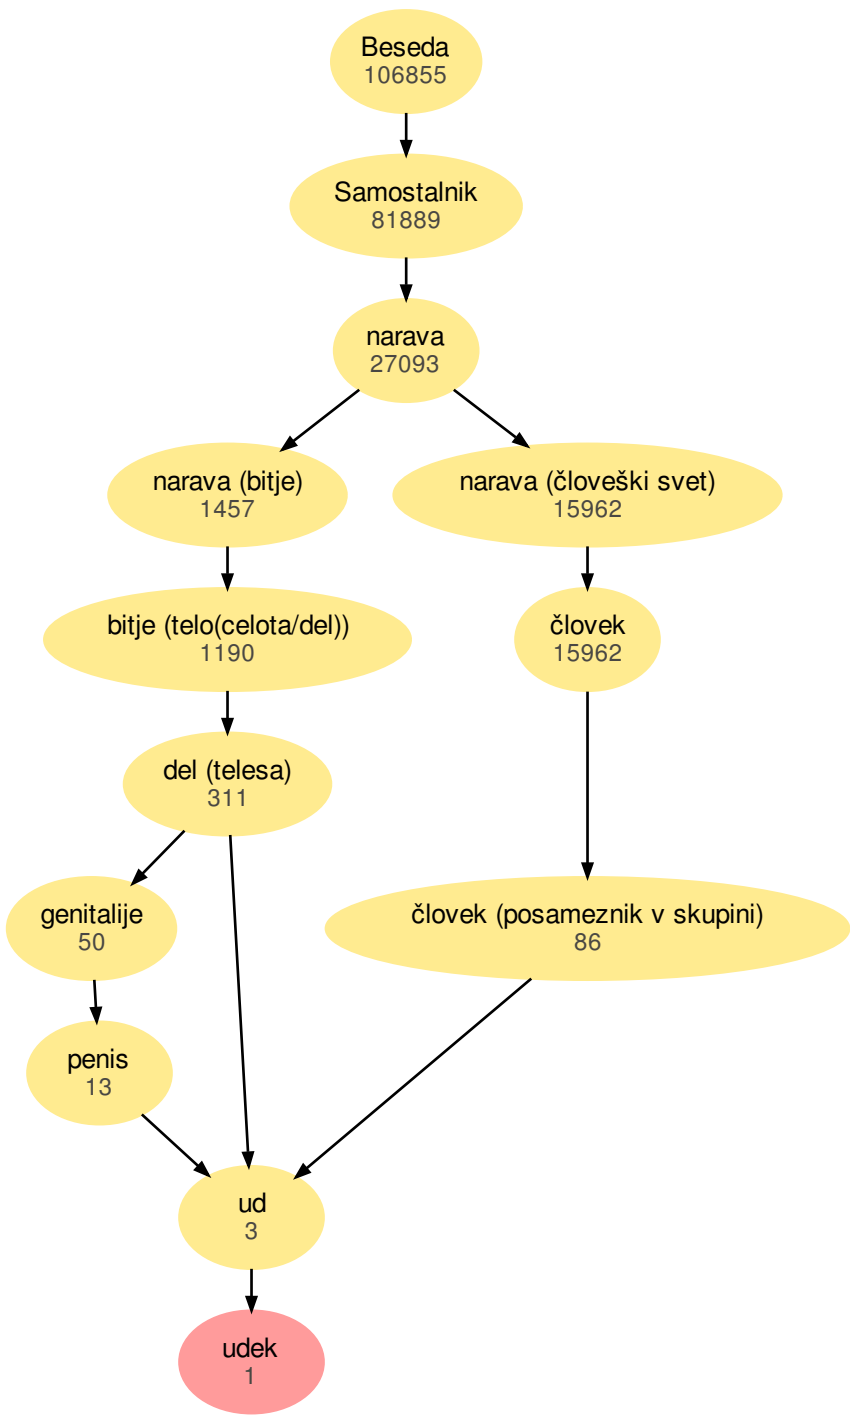 Beseda
106855
Samostalnik
81889
narava
27093
narava (bitje)
1457
narava (človeški svet)
15962
bitje (telo(celota/del))
1190
človek
15962
del (telesa)
311
genitalije
50
človek (posameznik v skupini)
86
penis
13
ud
3
udek
1